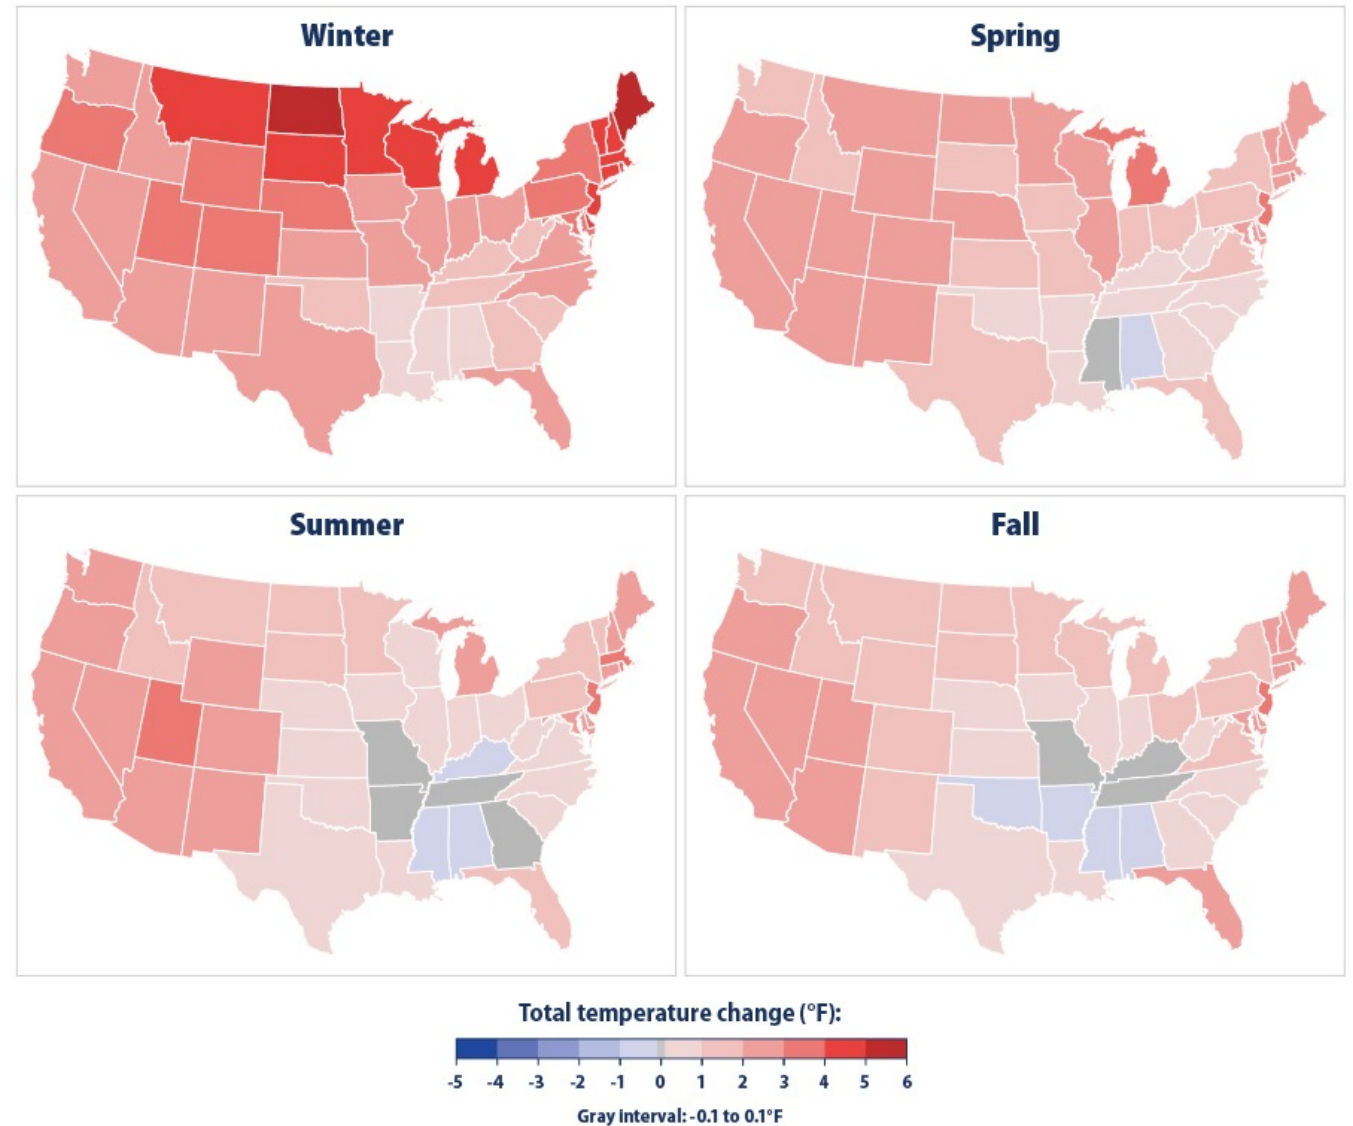 Winter
Spring
Summer
Fall
Total temperature change (°F):
-5 -4 -3 -2 -1 0 1 2 3 4 5 6
Gray interval: -0.1 to 0.1°F